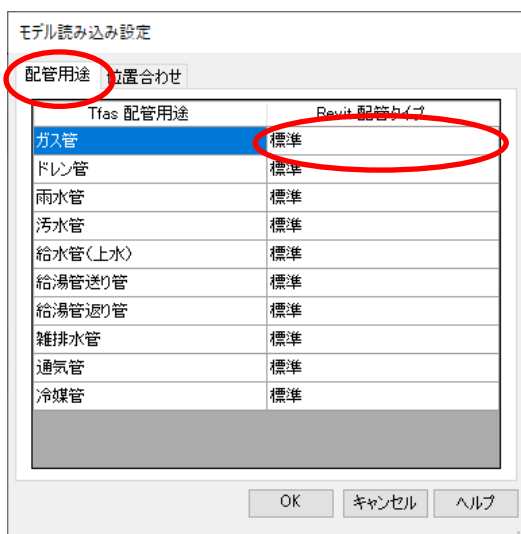 モデル読み込み設定
配管用途 位置合わせ
Tfas 配管用途 Revit 配管タイプ
ガス管 標準
ドレン管 標準
雨水管 標準
汚水管 標準
給水管(上水) 標準
給湯管送り管 標準
給湯管返り管 標準
雑排水管 標準
通気管 標準
冷媒管 標準
OK キャンセル ヘルプ